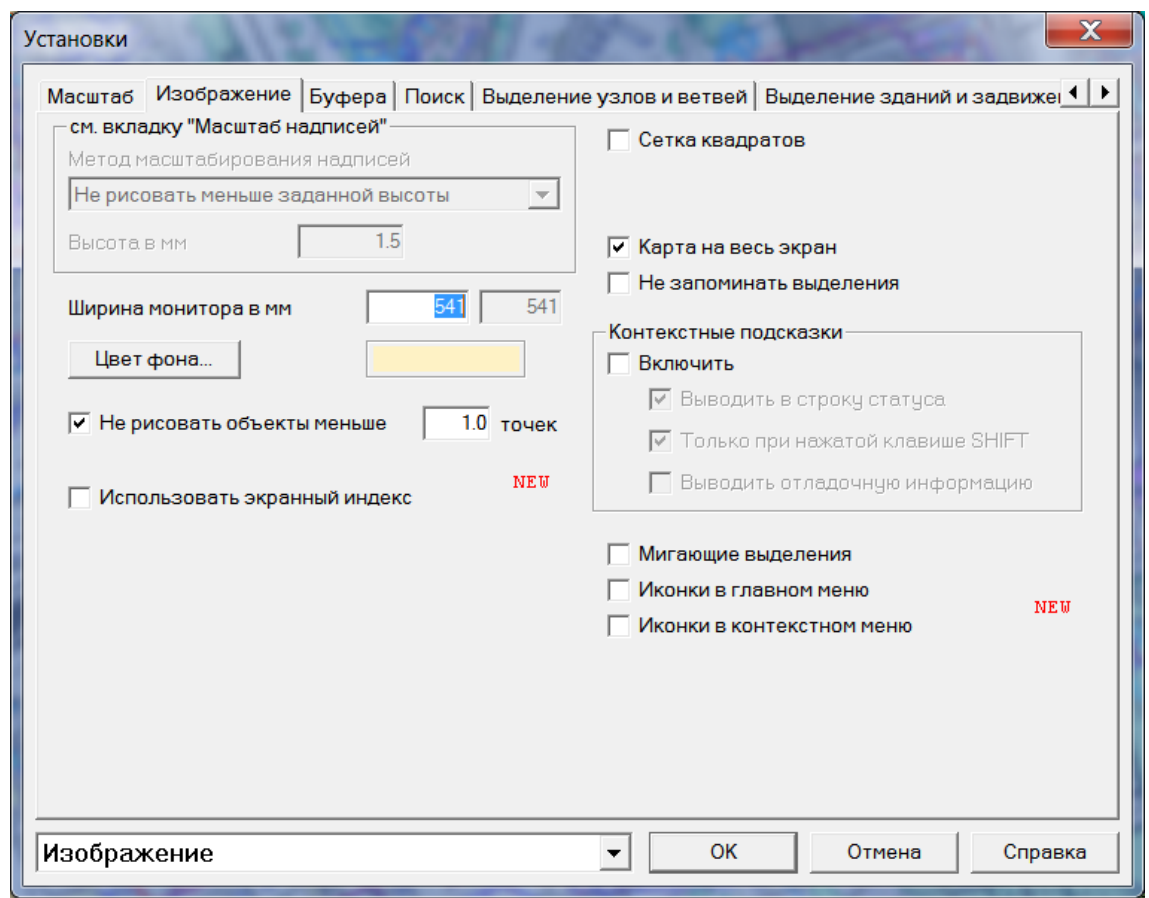 Установки
Масштаб Изображение Буфера Поиск Выделение узлов и ветвей Выделение зданий и задвиже
см. вкладку "Масштаб надписей"
Метод масштабирования надписей
Не рисовать меньше заданной высоты
Высота в мм 1.5
Ширина монитора в мм 541 541
Цвет фона...
Не рисовать объекты меньше 1.0 точек
Использовать экранный индекс NEW
Сетка квадратов
Карта на весь экран
Не запоминать выделения
Контекстные подсказки
Включить
Выводить в строку статуса
Только при нажатой клавише SHIFT
Выводить отладочную информацию
Мигающие выделения
Иконки в главном меню
NEW
Иконки в контекстном меню
Изображение OK Отмена Справка